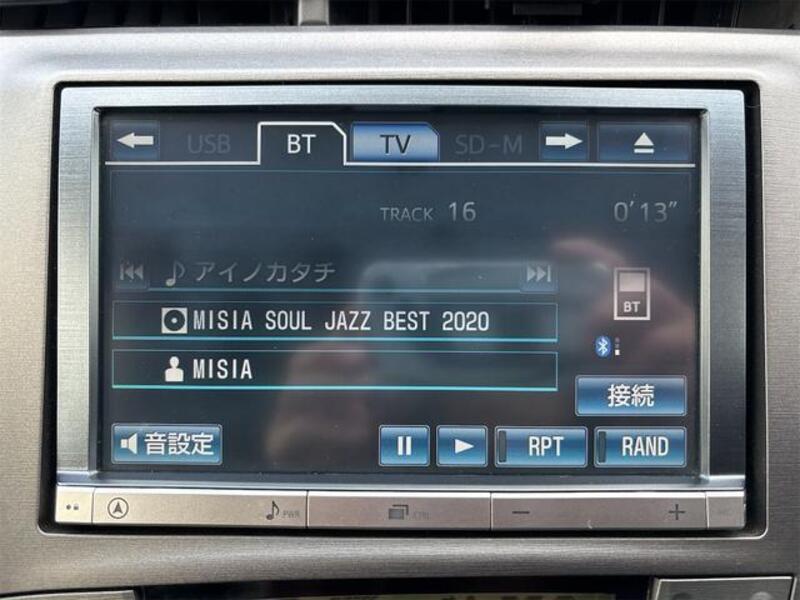 USB BT TV SD-M
TRACK 16 0'13"
アイノカタチ
MISIA SOUL JAZZ BEST 2020
BT
MISIA
接続
音設定 RPT RAND
PWR CTRL − +